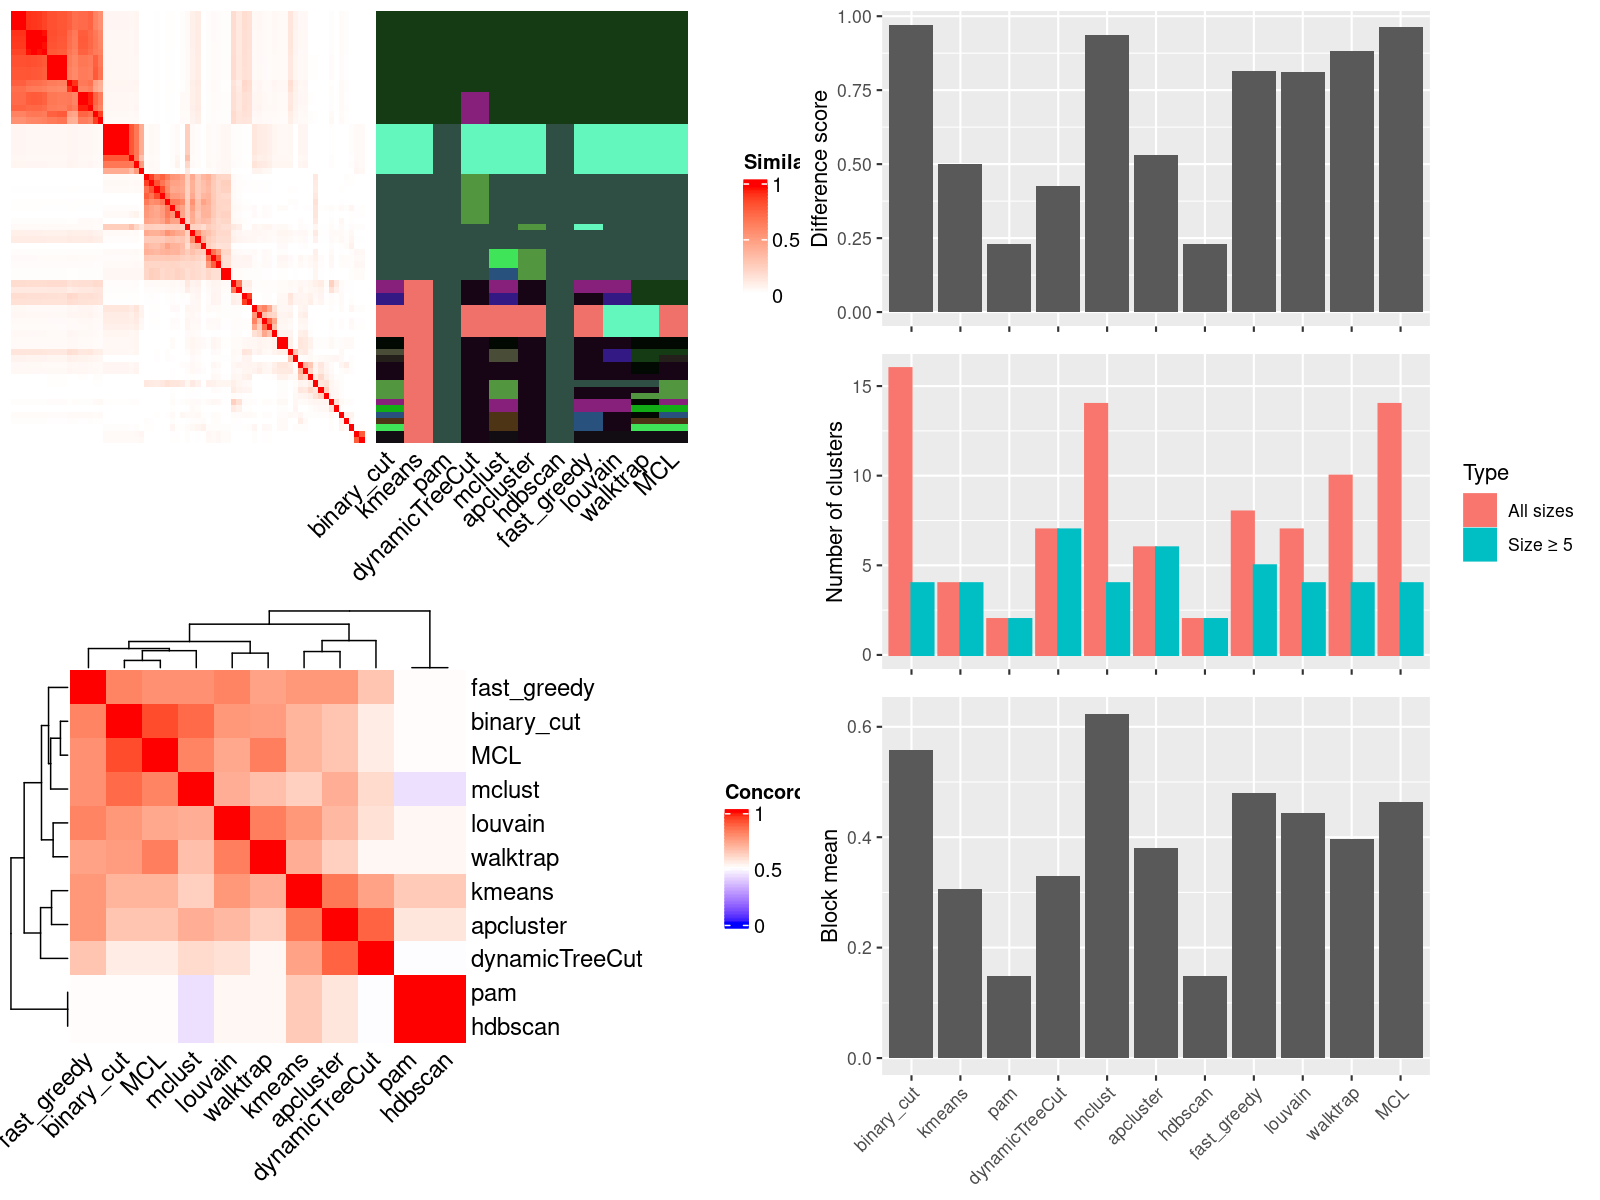 Simila
1
0.5
0
binary_cut
kmeans
pam
dynamicTreeCut
mclust
apcluster
hdbscan
fast_greedy
louvain
walktrap
MCL
Difference score
1.00
0.75
0.50
0.25
0.00
Number of clusters
15
10
5
0
Type
All sizes
Size ≥ 5
fast_greedy
binary_cut
MCL
mclust
louvain
walktrap
kmeans
apcluster
dynamicTreeCut
pam
hdbscan
fast_greedy
binary_cut
MCL
mclust
louvain
walktrap
kmeans
apcluster
dynamicTreeCut
pam
hdbscan
Concord
1
0.5
0
Block mean
0.6
0.4
0.2
0.0
binary_cut
kmeans
pam
dynamicTreeCut
mclust
apcluster
hdbscan
fast_greedy
louvain
walktrap
MCL